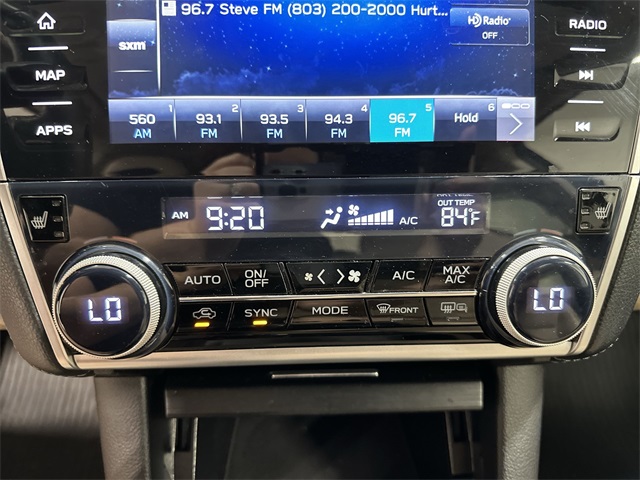 96.7 Steve FM (803) 200-2000 Hurt...
HD Radio
OFF
sxm
RADIO
MAP
APPS
1 2 3 4 5 6
560 93.1 93.5 94.3 96.7 Hold
AM FM FM FM FM
AM 9:20 A/C
OUT TEMP
84°F
AUTO ON/OFF A/C MAX A/C
LO LO
SYNC MODE FRONT